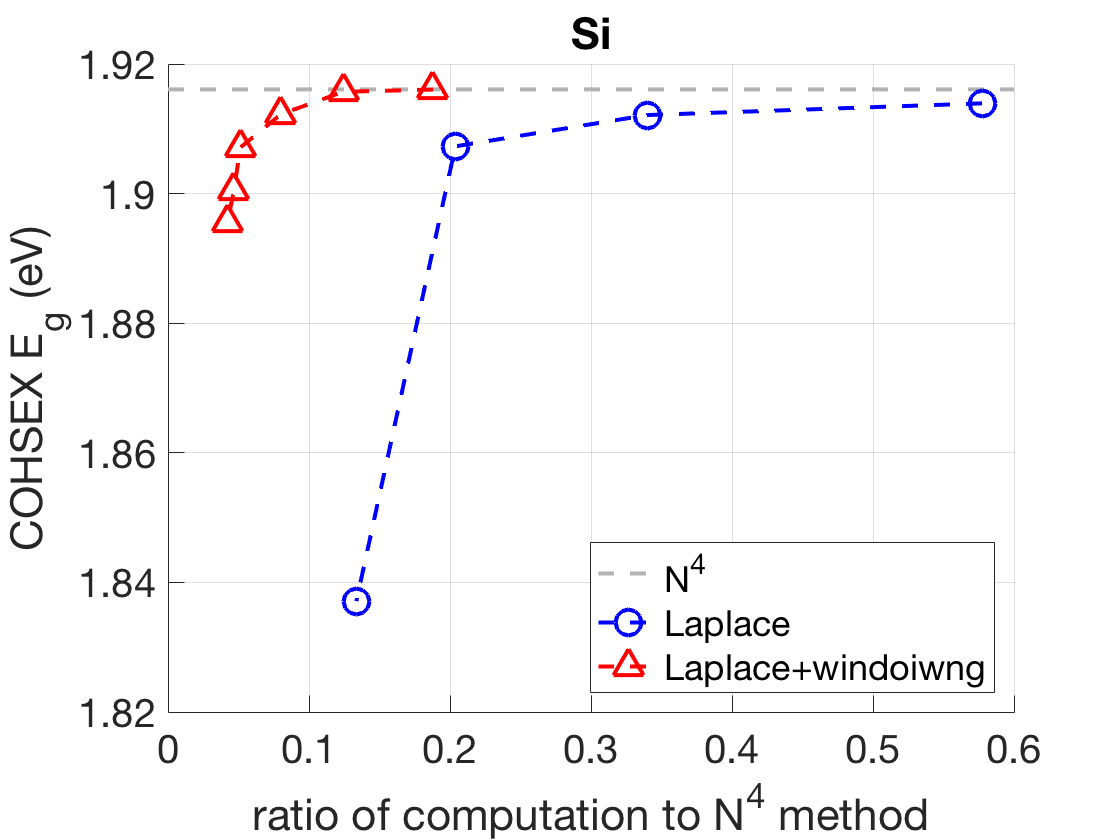 Si
1.92
1.9
1.88
1.86
1.84
1.82
COHSEX E_g (eV)
N^4
Laplace
Laplace+windoiwng
0 0.1 0.2 0.3 0.4 0.5 0.6
ratio of computation to N^4 method